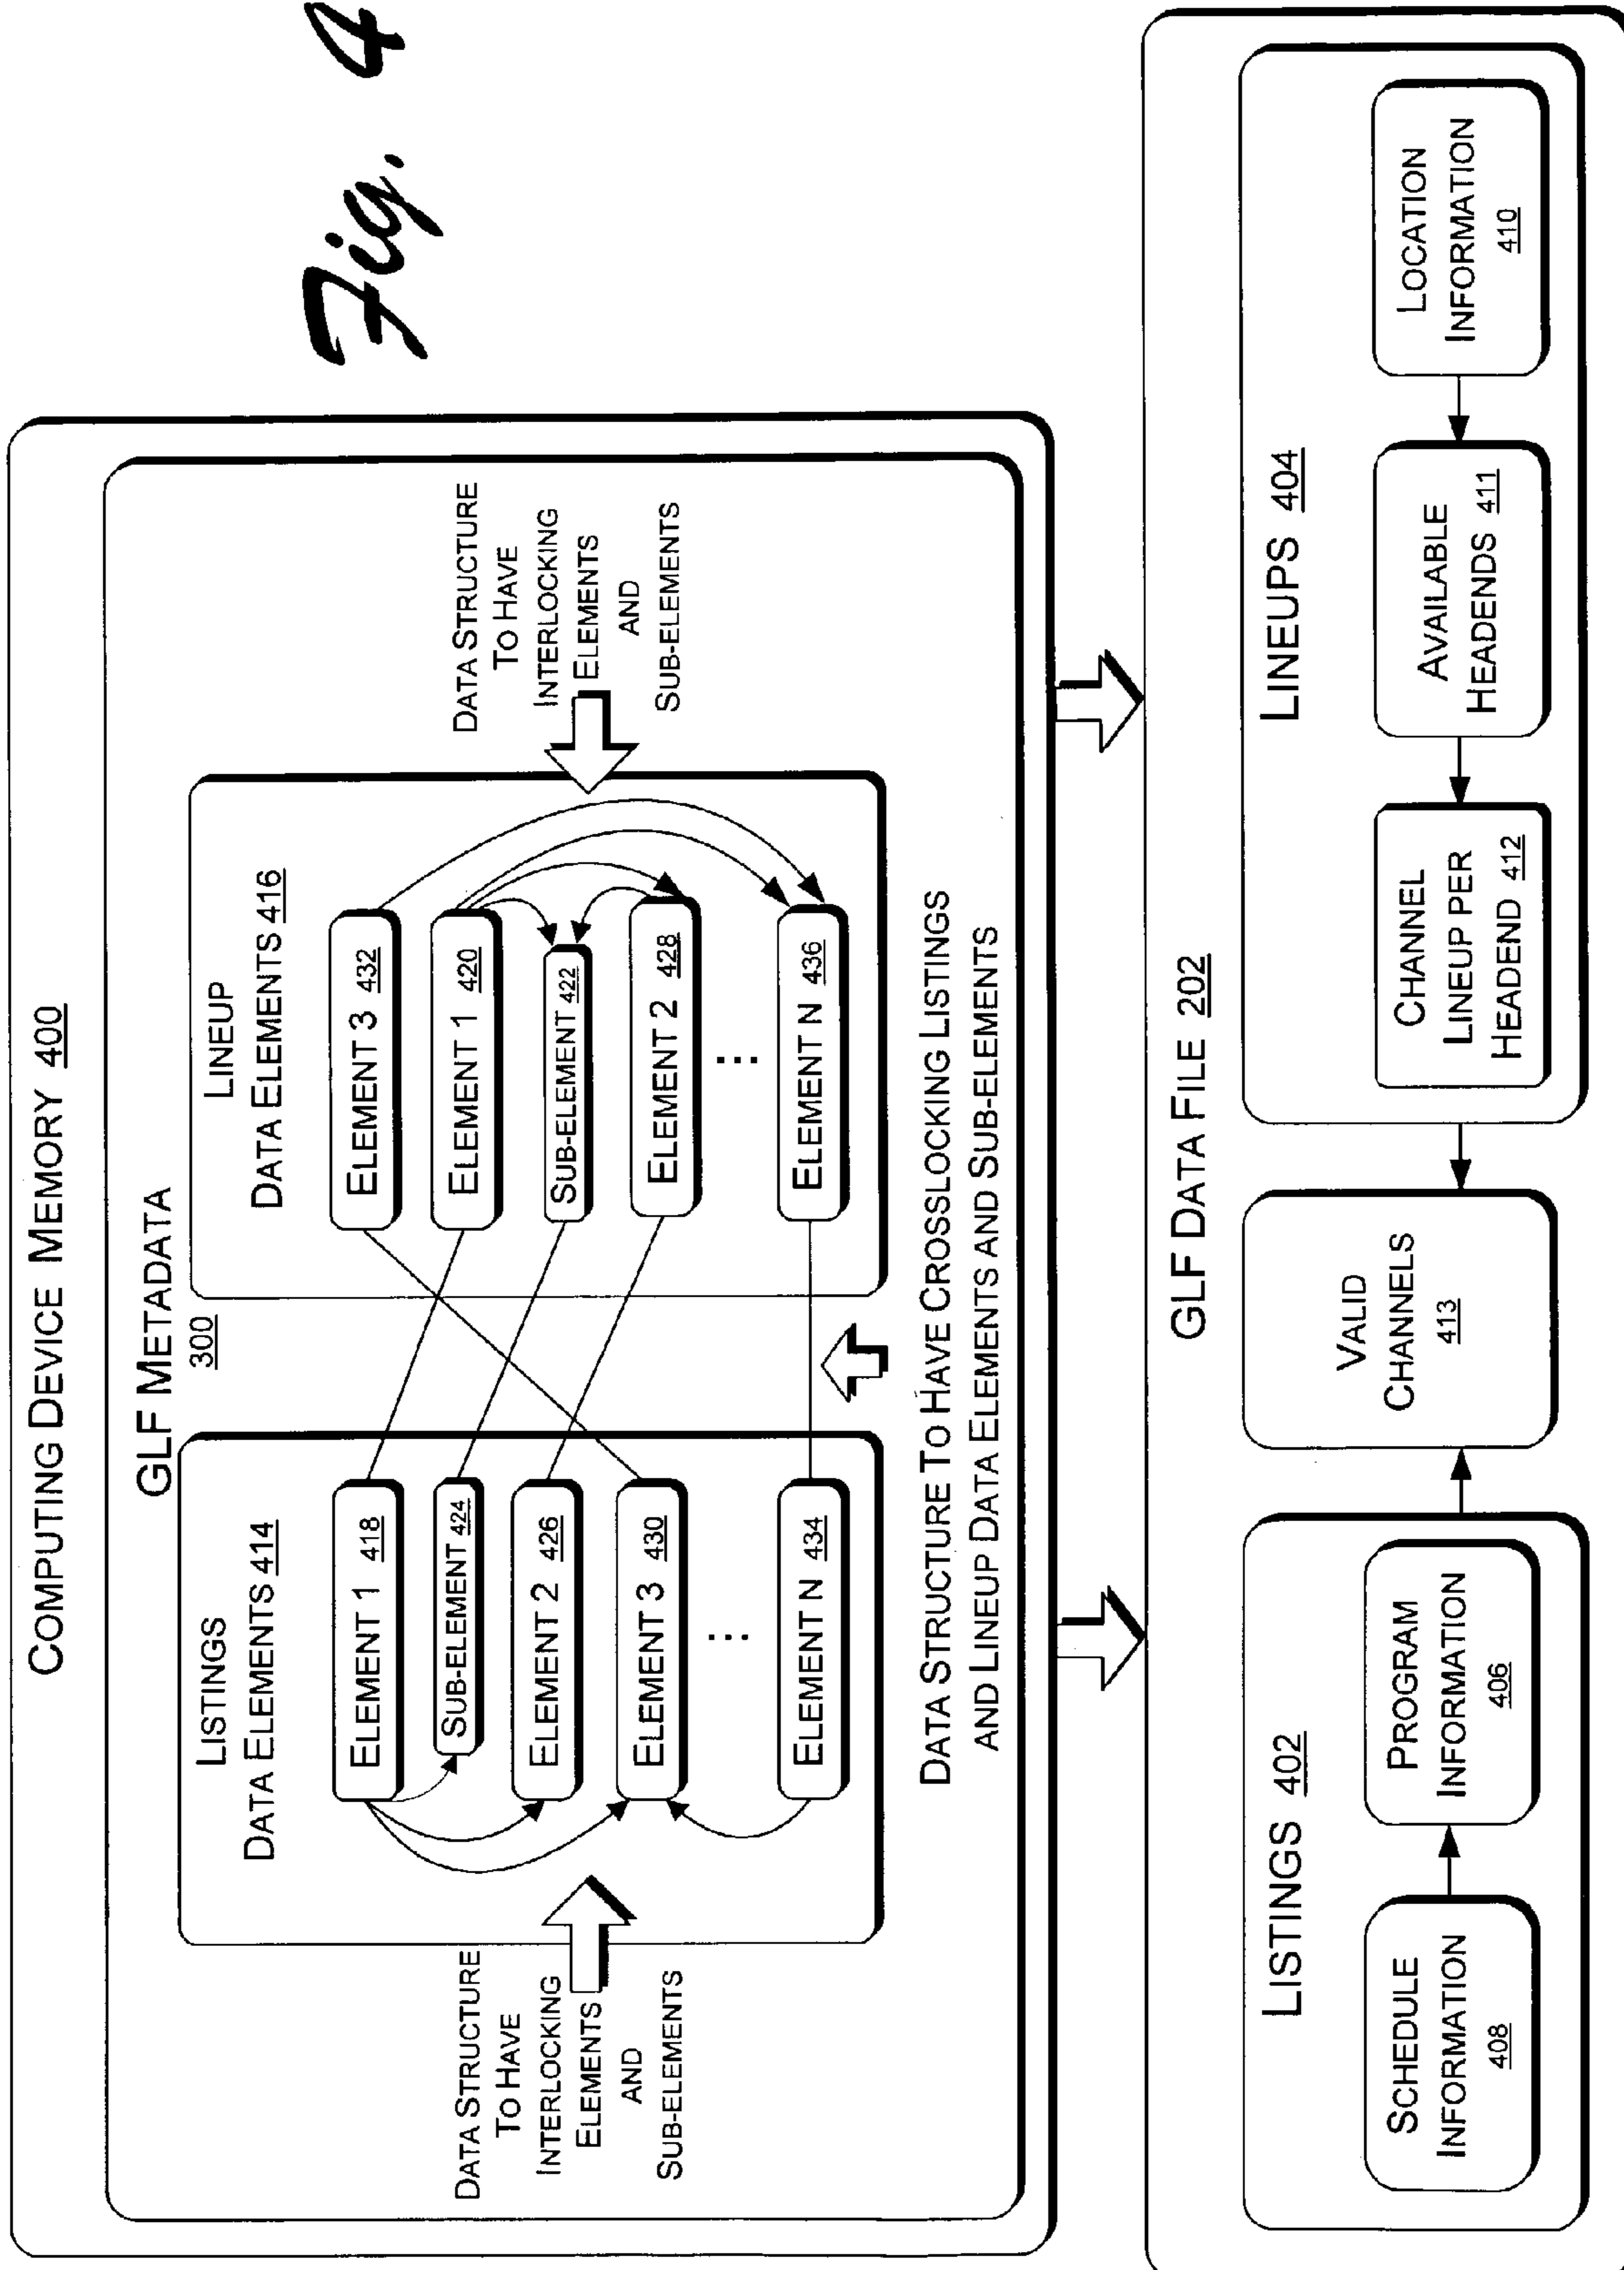 COMPUTING DEVICE MEMORY 400
GLF METADATA
300
LISTINGS
DATA ELEMENTS 414
ELEMENT 1 418
SUB-ELEMENT 424
ELEMENT 2 426
ELEMENT 3 430
...
ELEMENT N 434
LINEUP
DATA ELEMENTS 416
ELEMENT 3 432
ELEMENT 1 420
SUB-ELEMENT 422
ELEMENT 2 428
...
ELEMENT N 436
DATA STRUCTURE
TO HAVE
INTERLOCKING
ELEMENTS
AND
SUB-ELEMENTS
DATA STRUCTURE
TO HAVE
INTERLOCKING
ELEMENTS
AND
SUB-ELEMENTS
DATA STRUCTURE TO HAVE CROSSLOCKING LISTINGS
AND LINEUP DATA ELEMENTS AND SUB-ELEMENTS
GLF DATA FILE 202
LISTINGS 402
SCHEDULE
INFORMATION
408
PROGRAM
INFORMATION
406
VALID
CHANNELS
413
LINEUPS 404
CHANNEL
LINEUP PER
HEADEND 412
AVAILABLE
HEADENDS 411
LOCATION
INFORMATION
410
Fig. 4